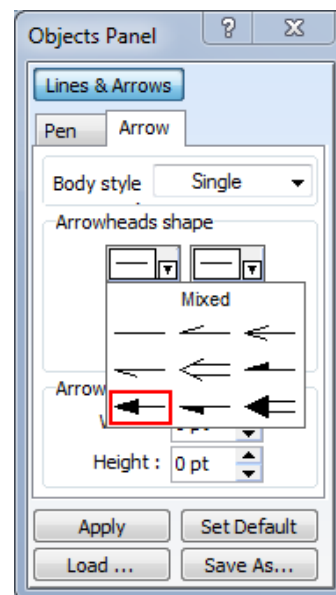 Objects Panel
Lines & Arrows
Pen Arrow
Body style Single
Arrowheads shape
Mixed
Arrow
Height : 0 pt
Apply Set Default
Load ... Save As...